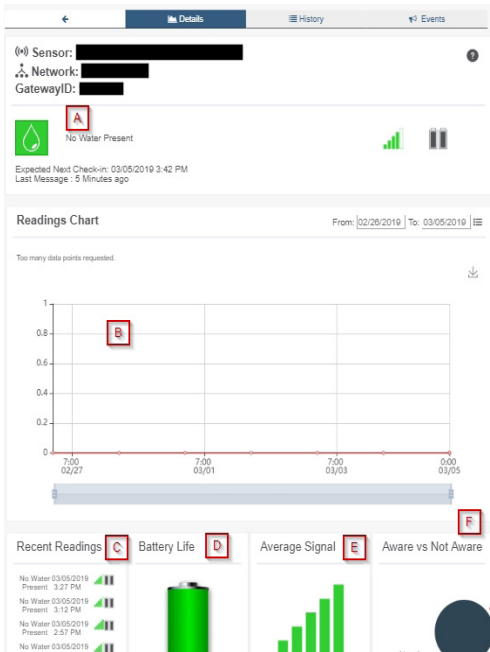 Details
History
Events
Sensor:
Network:
GatewayID:
A
No Water Present
Expected Next Check-in: 03/05/2019 3:42 PM
Last Message : 5 Minutes ago
Readings Chart
From: 02/26/2019 To: 03/05/2019
Too many data points requested.
1
B
0.8
0.6
0.4
0.2
0
7:00 7:00 7:00 0:00
02/27 03/01 03/03 03/05
F
Recent Readings C Battery Life D Average Signal E Aware vs Not Aware
No Water 03/05/2019
Present 3:27 PM
No Water 03/05/2019
Present 3:12 PM
No Water 03/05/2019
Present 2:57 PM
No Water 03/05/2019